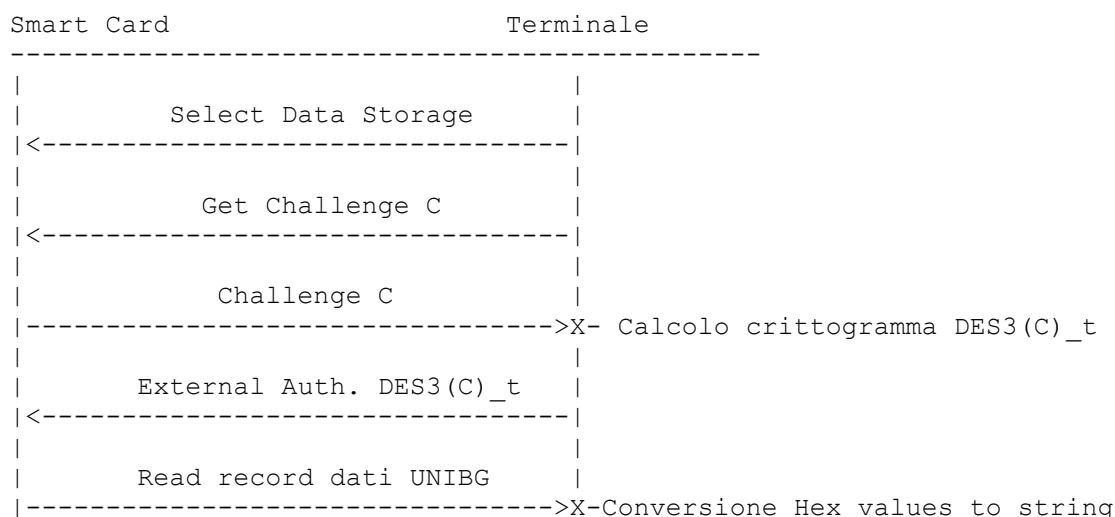 Smart Card Terminale
-----------------------------------------------
| |
| Select Data Storage |
|<---------------------------------|
| |
| Get Challenge C |
|<---------------------------------|
| |
| Challenge C |
|--------------------------------->X- Calcolo crittogramma DES3(C)_t
| |
| External Auth. DES3(C)_t |
|<---------------------------------|
| |
| Read record dati UNIBG |
|--------------------------------->X-Conversione Hex values to string